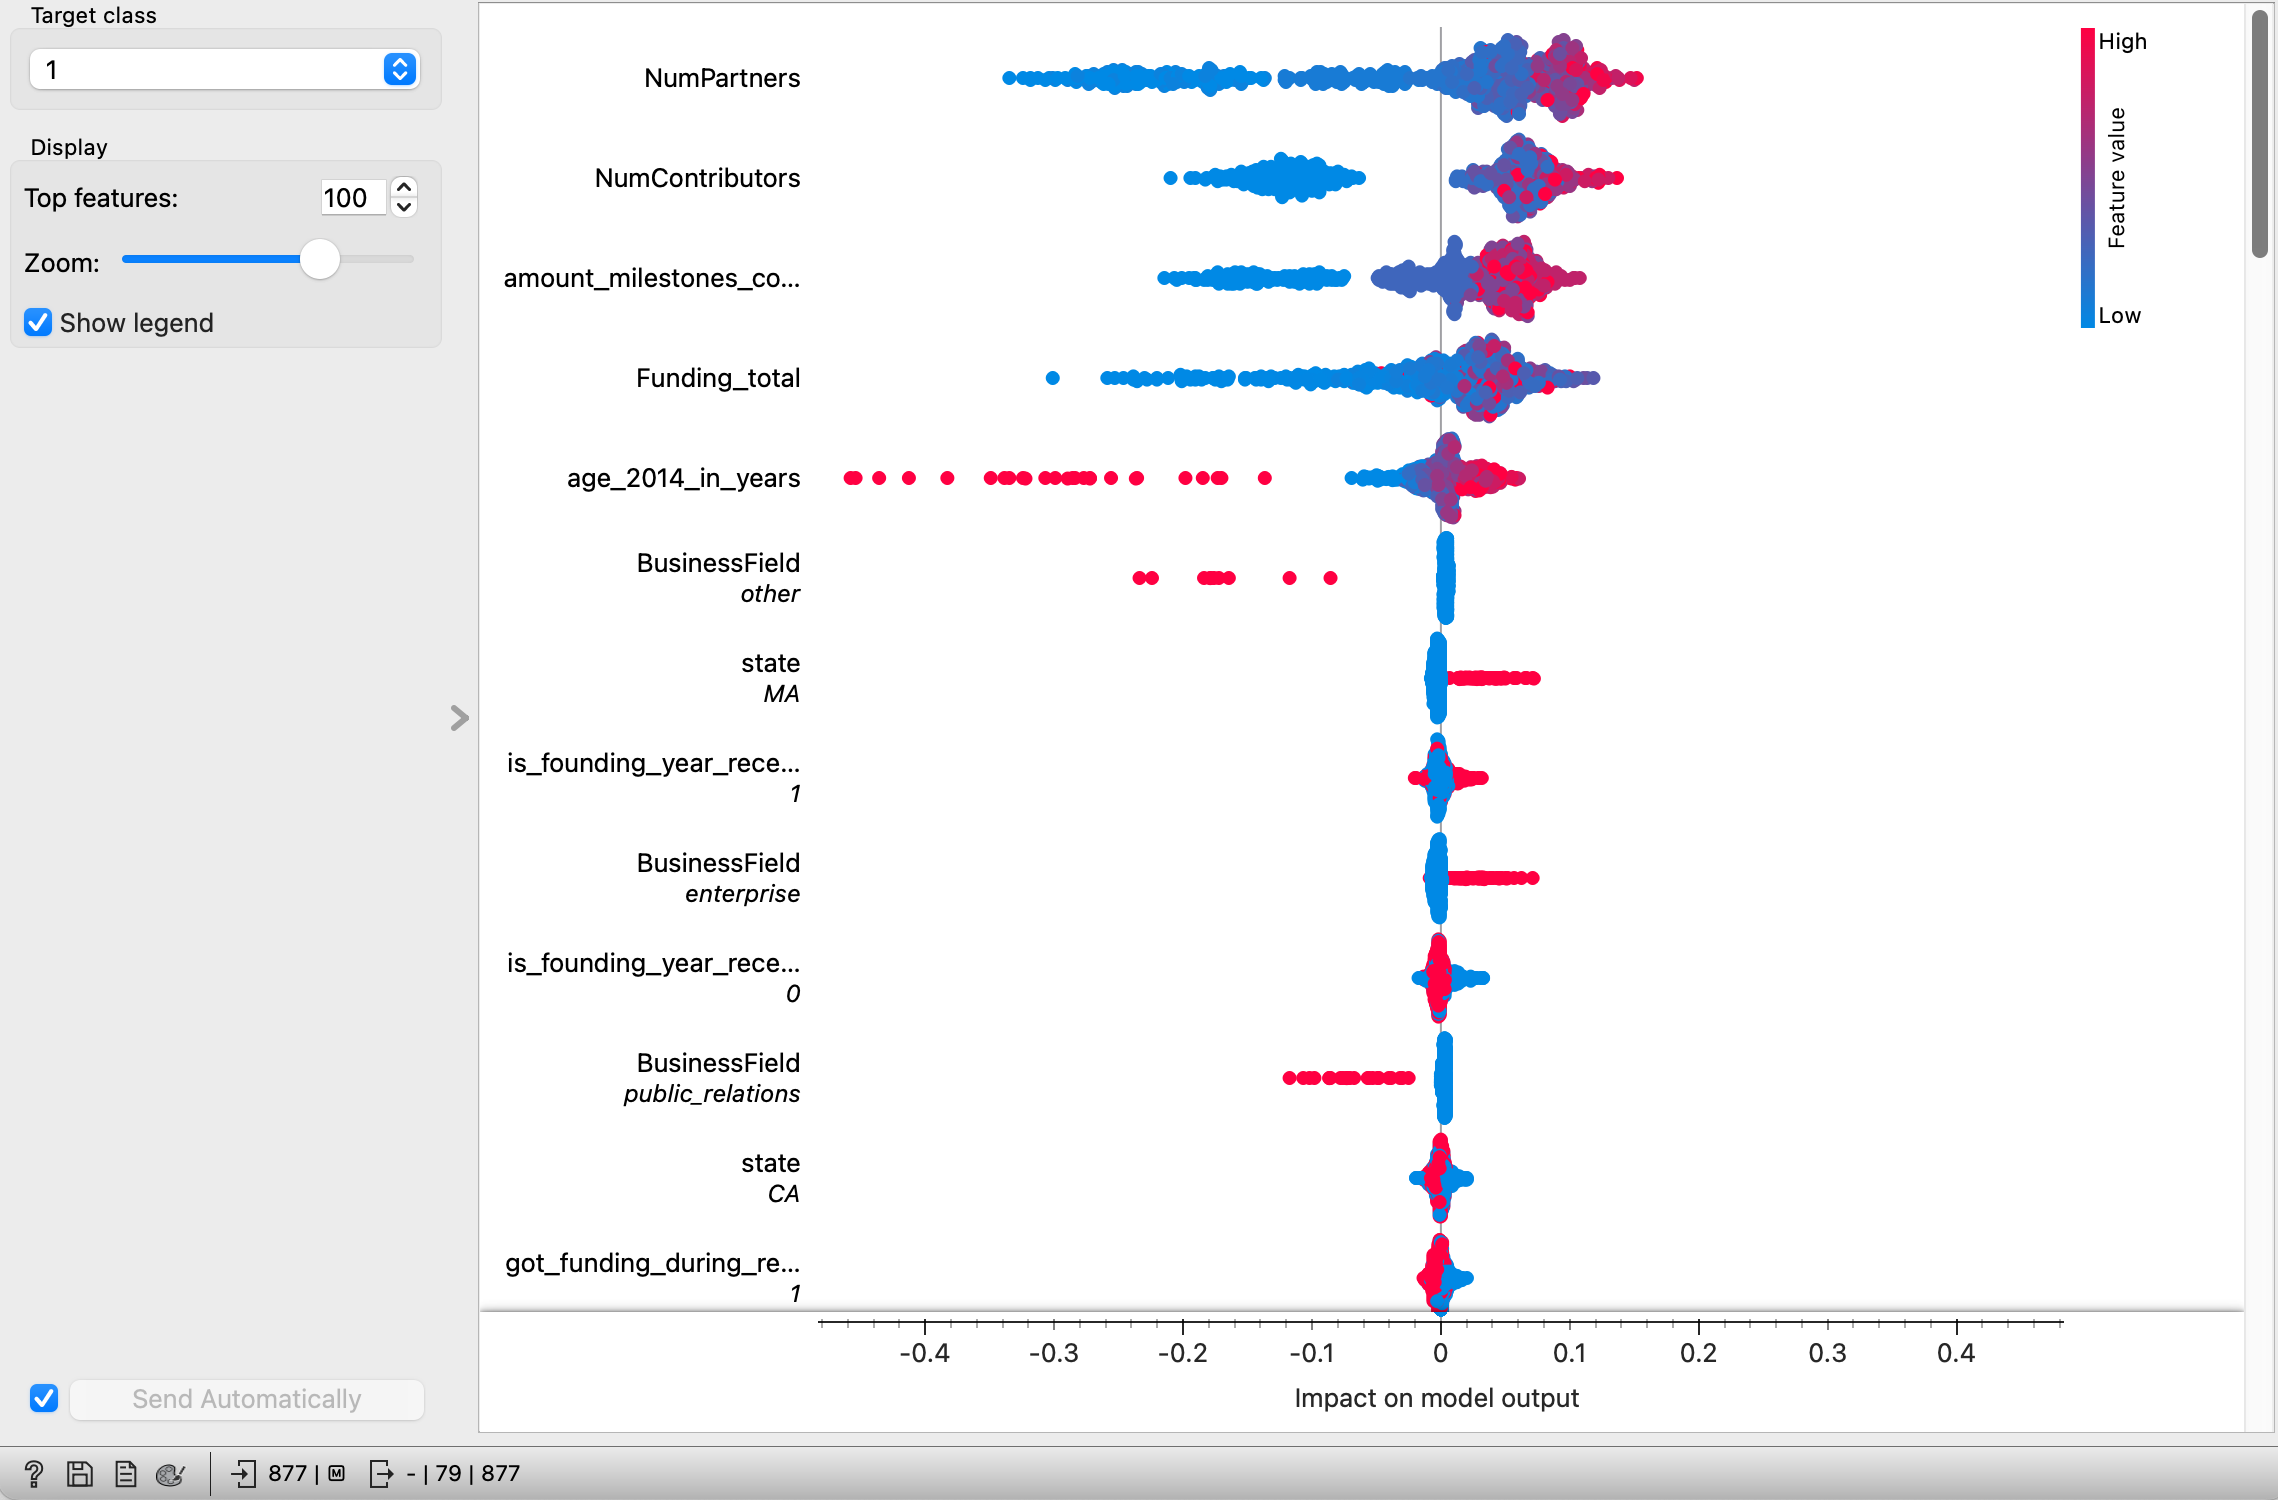 Target class
1
Display
Top features: 100
Zoom:
Show legend
Send Automatically
NumPartners
NumContributors
amount_milestones_co...
Funding_total
age_2014_in_years
BusinessField
other
state
MA
is_founding_year_rece...
1
BusinessField
enterprise
is_founding_year_rece...
0
BusinessField
public_relations
state
CA
got_funding_during_re...
1
High
Feature value
Low
-0.4 -0.3 -0.2 -0.1 0 0.1 0.2 0.3 0.4
Impact on model output
? 877 | M - | 79 | 877